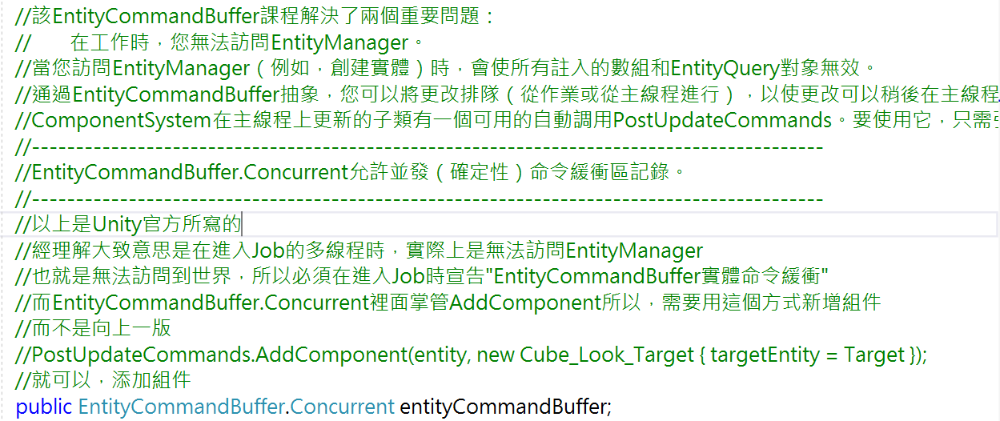 //該EntityCommandBuffer課程解決了兩個重要問題：
//      在工作時，您無法訪問EntityManager。
//當您訪問EntityManager（例如，創建實體）時，會使所有註入的數組和EntityQuery對象無效。
//通過EntityCommandBuffer抽象，您可以將更改排隊（從作業或從主線程進行），以使更改可以稍後在主線程
//ComponentSystem在主線程上更新的子類有一個可用的自動調用PostUpdateCommands。要使用它，只需
//------------------------------------------------------------------------------------------
//EntityCommandBuffer.Concurrent允許並發（確定性）命令緩衝區記錄。
//------------------------------------------------------------------------------------------
//以上是Unity官方所寫的
//經理解大致意思是在進入Job的多線程時，實際上是無法訪問EntityManager
//也就是無法訪問到世界，所以必須在進入Job時宣告"EntityCommandBuffer實體命令緩衝"
//而EntityCommandBuffer.Concurrent裡面掌管AddComponent所以，需要用這個方式新增組件
//而不是向上一版
//PostUpdateCommands.AddComponent(entity, new Cube_Look_Target { targetEntity = Target });
//就可以，添加組件
public EntityCommandBuffer.Concurrent entityCommandBuffer;